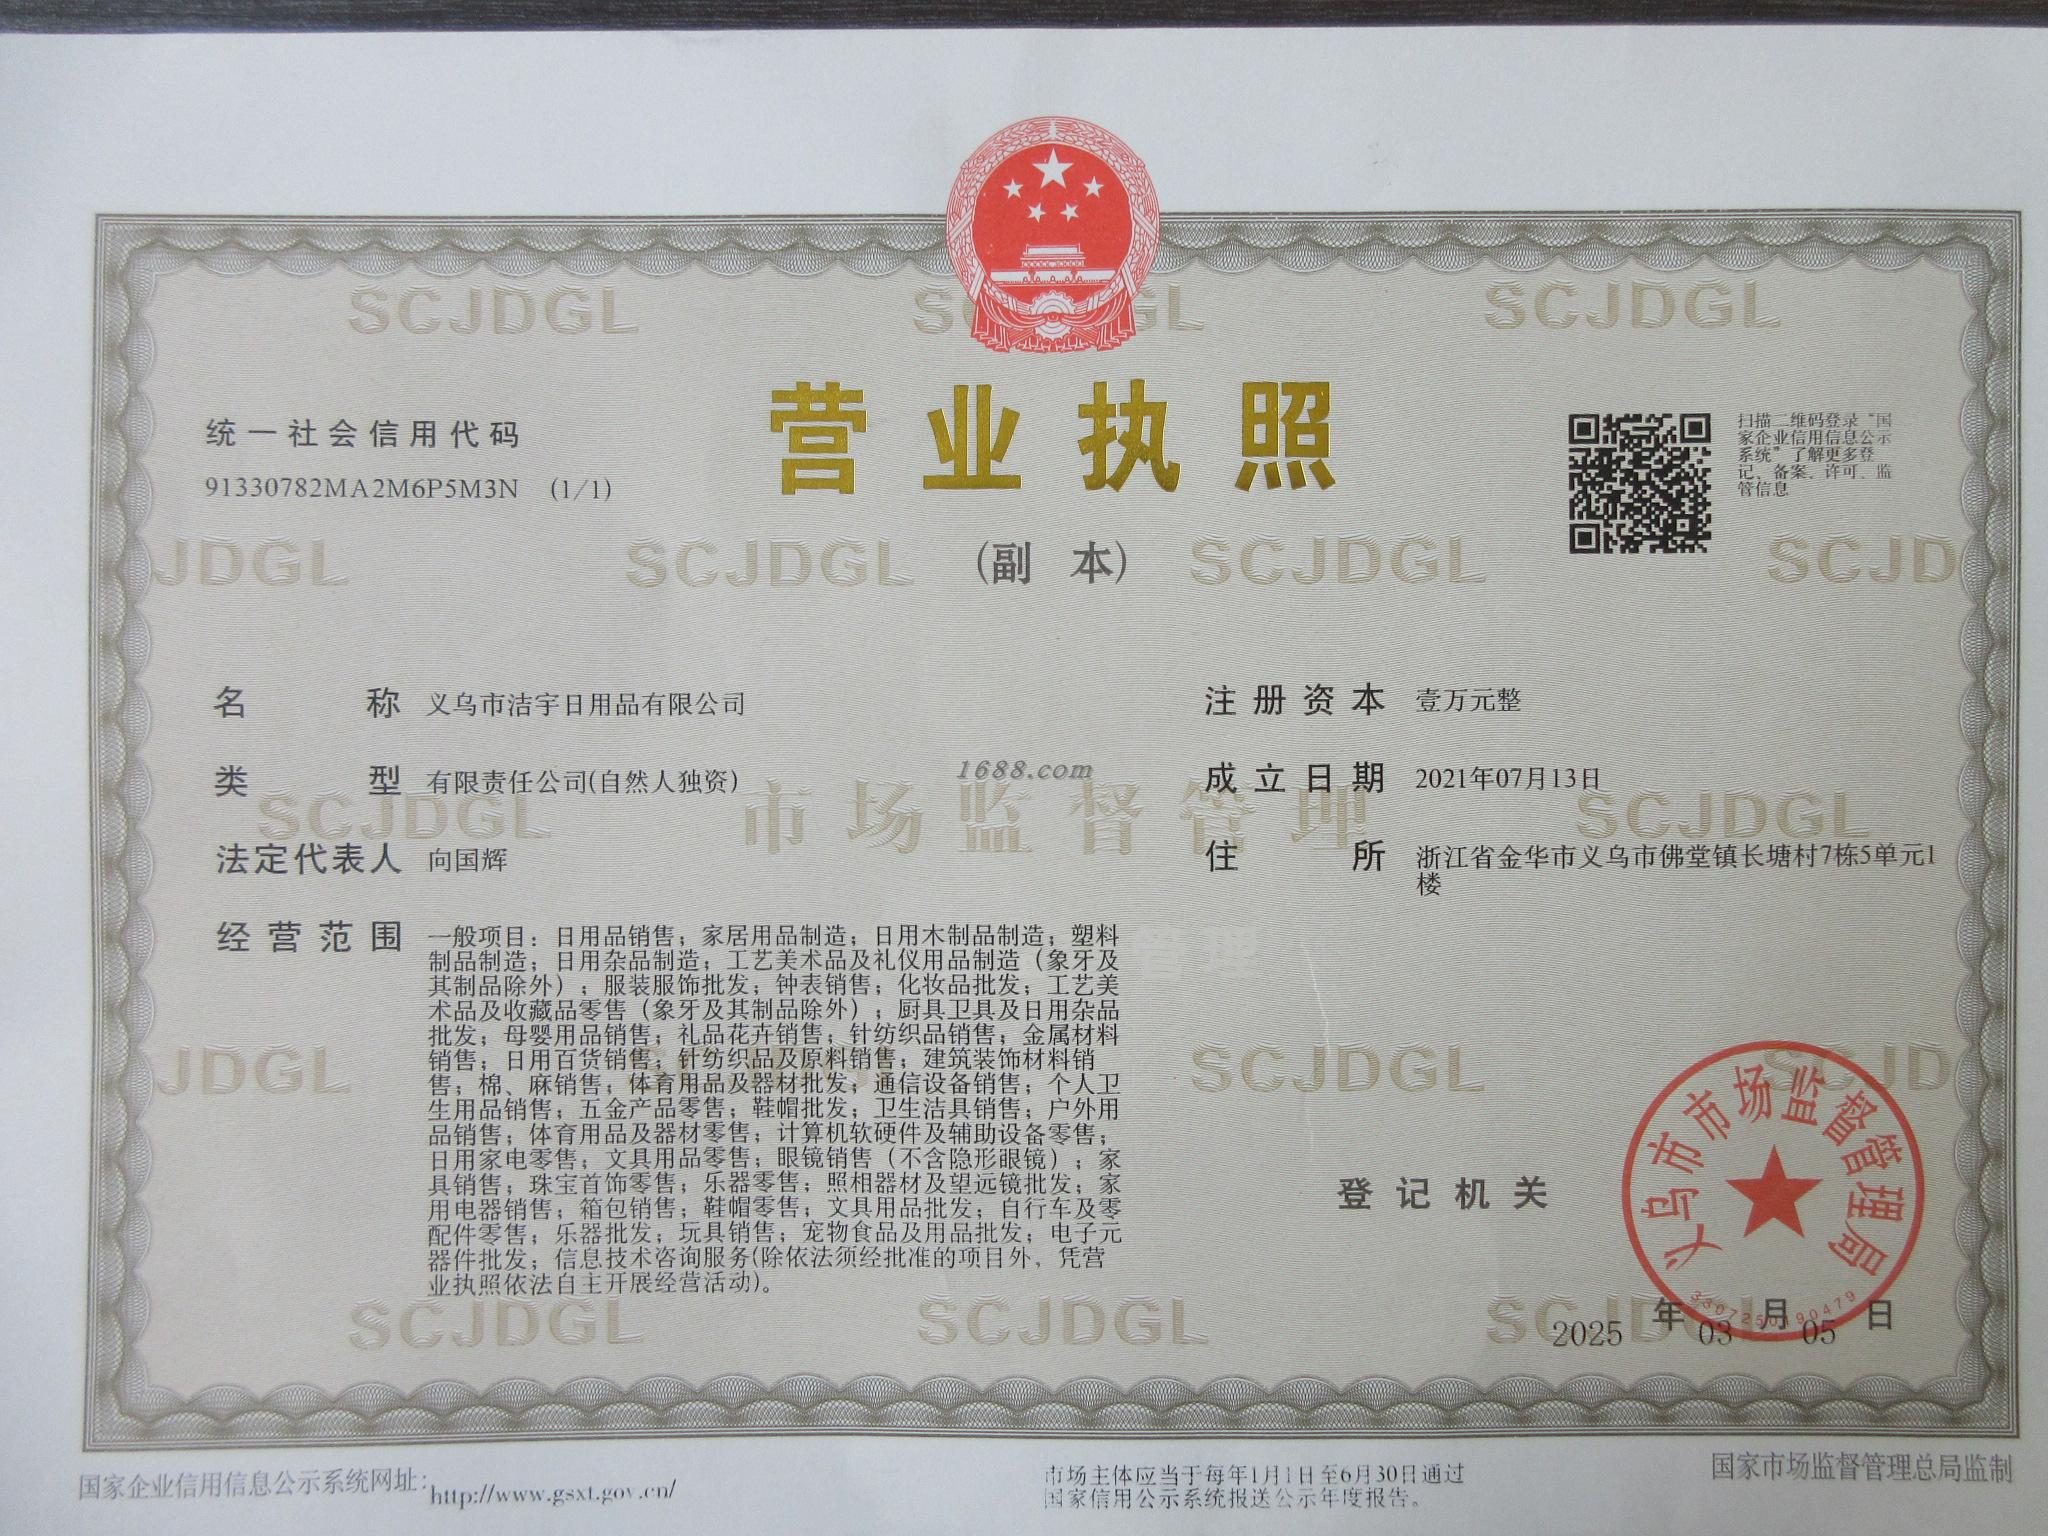 营业执照
(副 本)
统一社会信用代码
91330782MA2M6P5M3N (1/1)
扫描二维码登录“国
家企业信用信息公示
系统”了解更多登
记、备案、许可、监
管信息
名 称 义乌市洁宇日用品有限公司
类 型 有限责任公司(自然人独资)
法定代表人 向国辉
经营范围 一般项目：日用品销售；家居用品制造；日用木制品制造；塑料
制品制造；日用杂品制造；工艺美术品及礼仪用品制造（象牙及
其制品除外）；服装服饰批发；钟表销售；化妆品批发；工艺美
术品及收藏品零售（象牙及其制品除外）；厨具卫具及日用杂品
批发；母婴用品销售；礼品花卉销售；针纺织品销售；金属材料
销售；日用百货销售；针纺织品及原料销售；建筑装饰材料销
售；棉、麻销售；体育用品及器材批发；通信设备销售；个人卫
生用品销售；五金产品零售；鞋帽批发；卫生洁具销售；户外用
品销售；体育用品及器材零售；计算机软硬件及辅助设备零售；
日用家电零售；文具用品零售；眼镜销售（不含隐形眼镜）；家
具销售；珠宝首饰零售；乐器零售；照相器材及望远镜批发；家
用电器销售；箱包销售；鞋帽零售；文具用品批发；自行车及零
配件零售；乐器批发；玩具销售；宠物食品及用品批发；电子元
器件批发；信息技术咨询服务(除依法须经批准的项目外，凭营
业执照依法自主开展经营活动)。
注册资本 壹万元整
成立日期 2021年07月13日
住 所 浙江省金华市义乌市佛堂镇长塘村7栋5单元1
楼
1688.com
市场监督管理
SCJDGL
登记机关
义乌市市场监督管理局
3307250190479
2025 年 03 月 05 日
国家企业信用信息公示系统网址：http://www.gsxt.gov.cn/
市场主体应当于每年1月1日至6月30日通过
国家信用公示系统报送公示年度报告。
国家市场监督管理总局监制